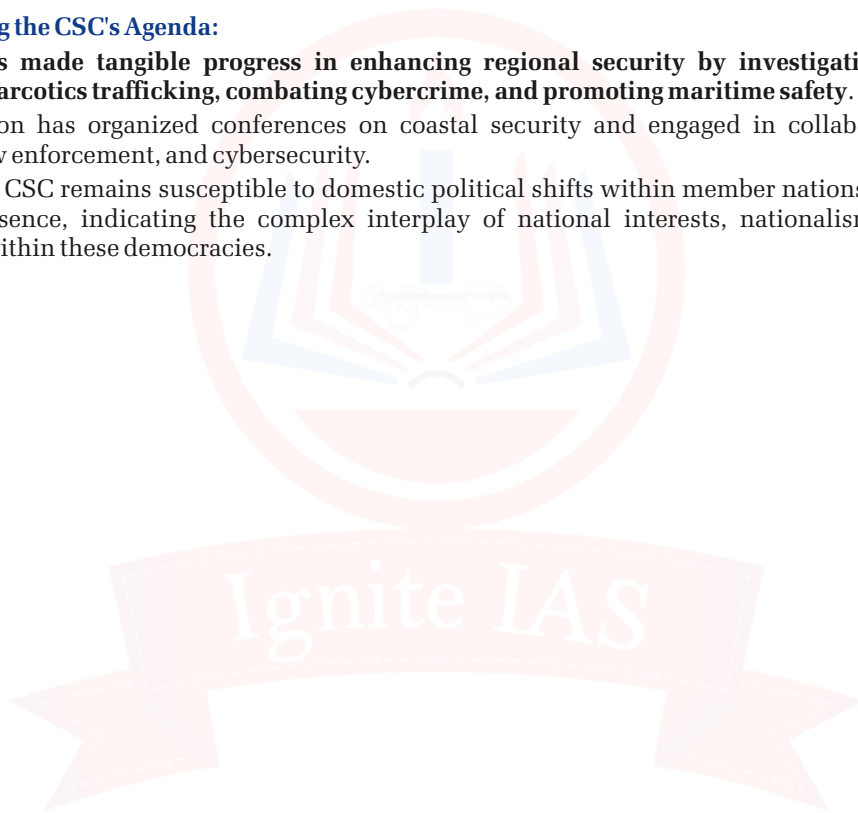 g the CSC's Agenda:
s made tangible progress in enhancing regional security by investigati
arcotics trafficking, combating cybercrime, and promoting maritime safety.
on has organized conferences on coastal security and engaged in collab
w enforcement, and cybersecurity.
CSC remains susceptible to domestic political shifts within member nations
sence, indicating the complex interplay of national interests, nationalism
ithin these democracies.
Ignite IAS